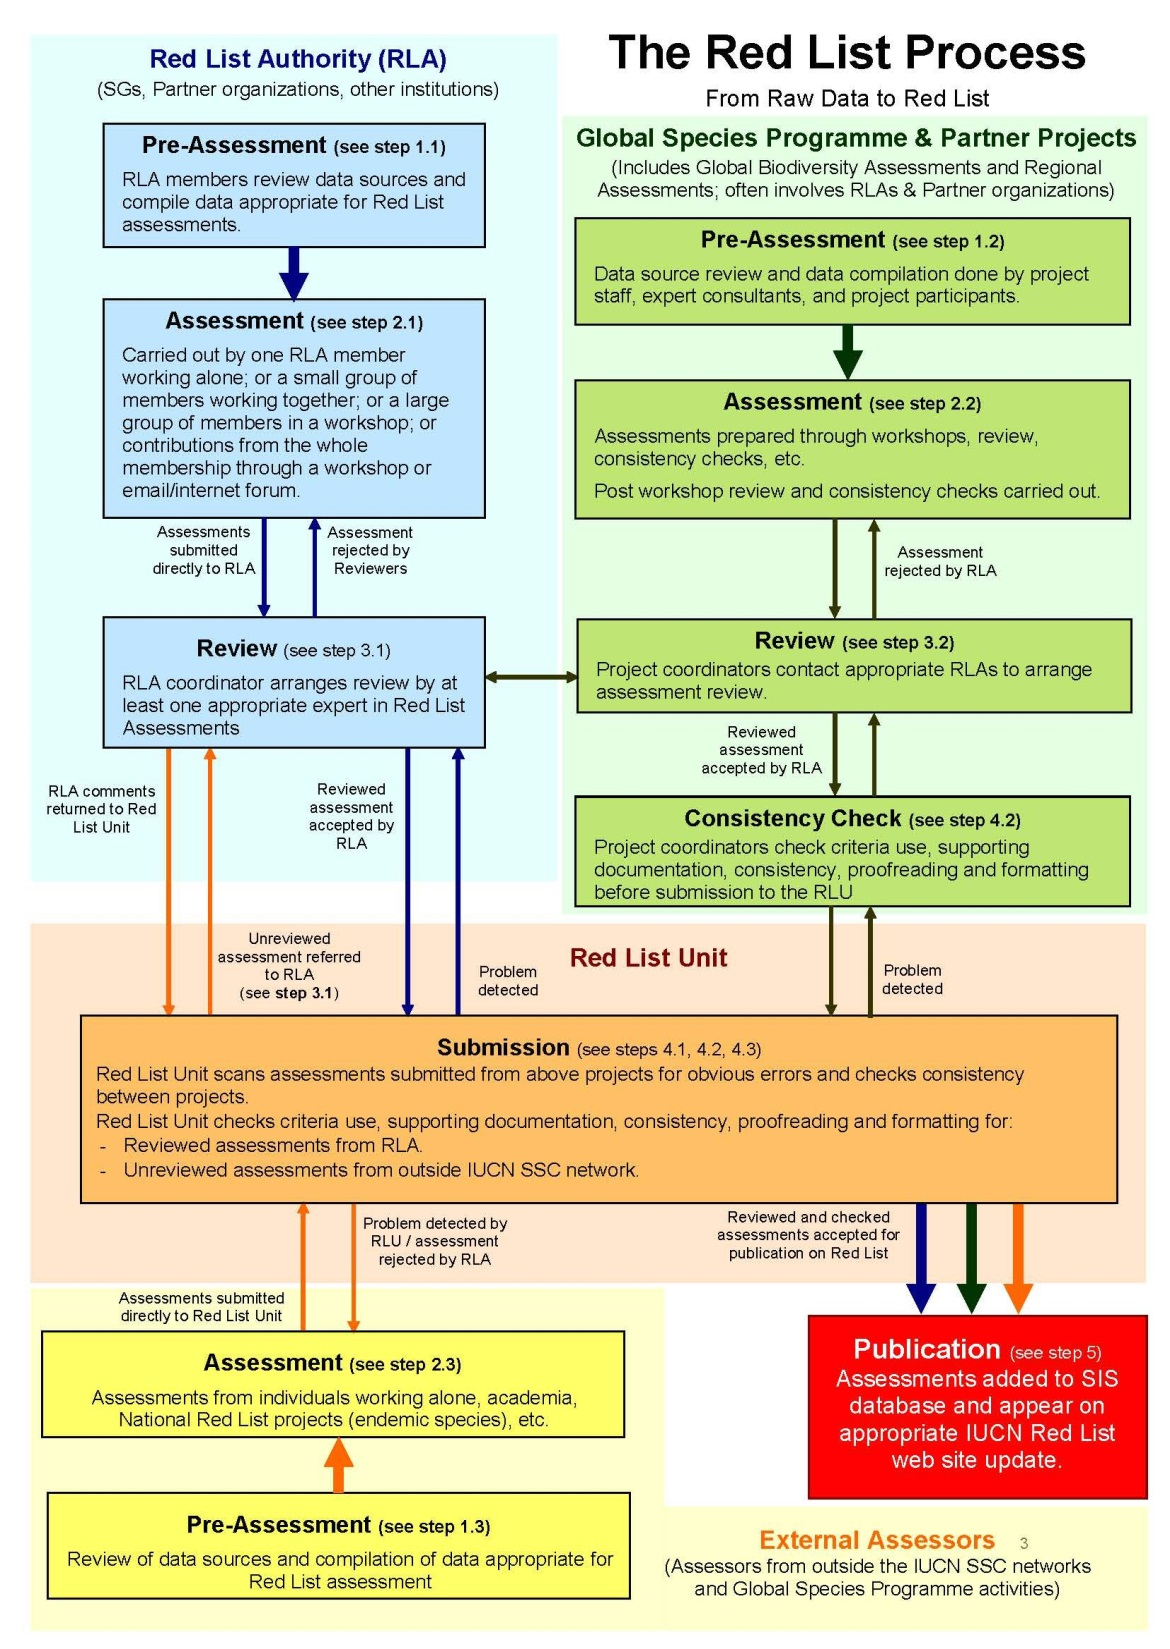 The Red List Process
From Raw Data to Red List
Red List Authority (RLA)
(SGs, Partner organizations, other institutions)
Pre-Assessment (see step 1.1)
RLA members review data sources and
compile data appropriate for Red List
assessments.
Assessment (see step 2.1)
Carried out by one RLA member
working alone; or a small group of
members working together; or a large
group of members in a workshop; or
contributions from the whole
membership through a workshop or
email/internet forum.
Assessments
submitted
directly to RLA
Assessment
rejected by
Reviewers
Review (see step 3.1)
RLA coordinator arranges review by at
least one appropriate expert in Red List
Assessments
RLA comments
returned to Red
List Unit
Reviewed
assessment
accepted by
RLA
Global Species Programme & Partner Projects
(Includes Global Biodiversity Assessments and Regional
Assessments; often involves RLAs & Partner organizations)
Pre-Assessment (see step 1.2)
Data source review and data compilation done by project
staff, expert consultants, and project participants.
Assessment (see step 2.2)
Assessments prepared through workshops, review,
consistency checks, etc.
Post workshop review and consistency checks carried out.
Assessment
rejected by RLA
Review (see step 3.2)
Project coordinators contact appropriate RLAs to arrange
assessment review.
Reviewed
assessment
accepted by RLA
Consistency Check (see step 4.2)
Project coordinators check criteria use, supporting
documentation, consistency, proofreading and formatting
before submission to the RLU
Red List Unit
Unreviewed
assessment referred
to RLA
(see step 3.1)
Problem
detected
Problem
detected
Submission (see steps 4.1, 4.2, 4.3)
Red List Unit scans assessments submitted from above projects for obvious errors and checks consistency
between projects.
Red List Unit checks criteria use, supporting documentation, consistency, proofreading and formatting for:
- Reviewed assessments from RLA.
- Unreviewed assessments from outside IUCN SSC network.
Problem detected by
RLU / assessment
rejected by RLA
Reviewed and checked
assessments accepted for
publication on Red List
Assessments submitted
directly to Red List Unit
Assessment (see step 2.3)
Assessments from individuals working alone, academia,
National Red List projects (endemic species), etc.
Pre-Assessment (see step 1.3)
Review of data sources and compilation of data appropriate for
Red List assessment
Publication (see step 5)
Assessments added to SIS
database and appear on
appropriate IUCN Red List
web site update.
External Assessors 3
(Assessors from outside the IUCN SSC networks
and Global Species Programme activities)